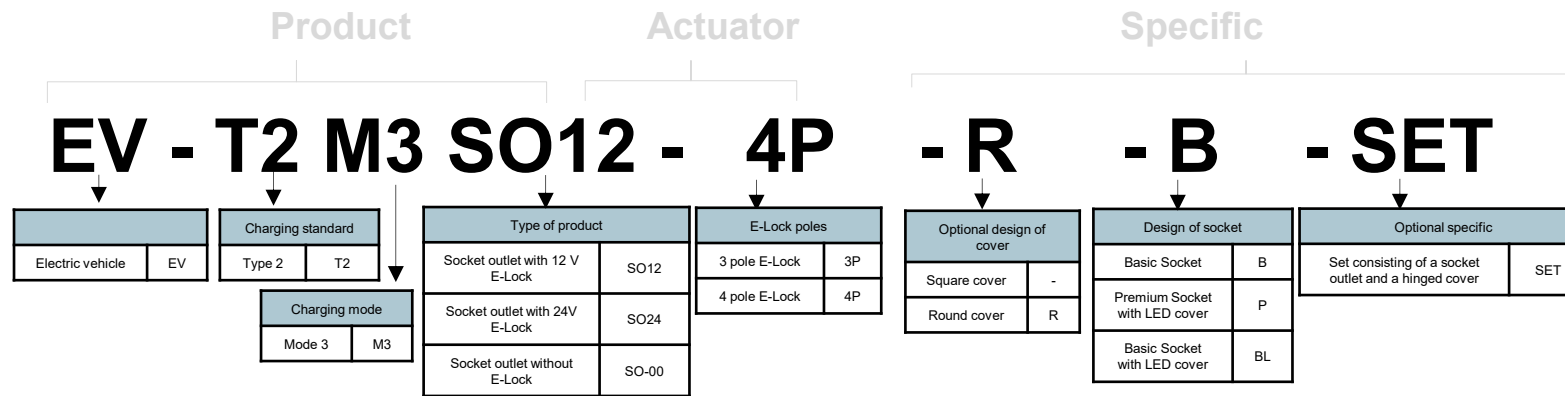 Product Actuator Specific
EV - T2 M3 SO12 - 4P - R - B - SET
Electric vehicle EV
Charging standard
Type 2 T2
Charging mode
Mode 3 M3
Type of product
Socket outlet with 12 V
E-Lock
SO12
Socket outlet with 24V
E-Lock
SO24
Socket outlet without
E-Lock
SO-00
E-Lock poles
3 pole E-Lock 3P
4 pole E-Lock 4P
Optional design of
cover
Square cover -
Round cover R
Design of socket
Basic Socket B
Premium Socket
with LED cover
P
Basic Socket
with LED cover
BL
Optional specific
Set consisting of a socket
outlet and a hinged cover
SET